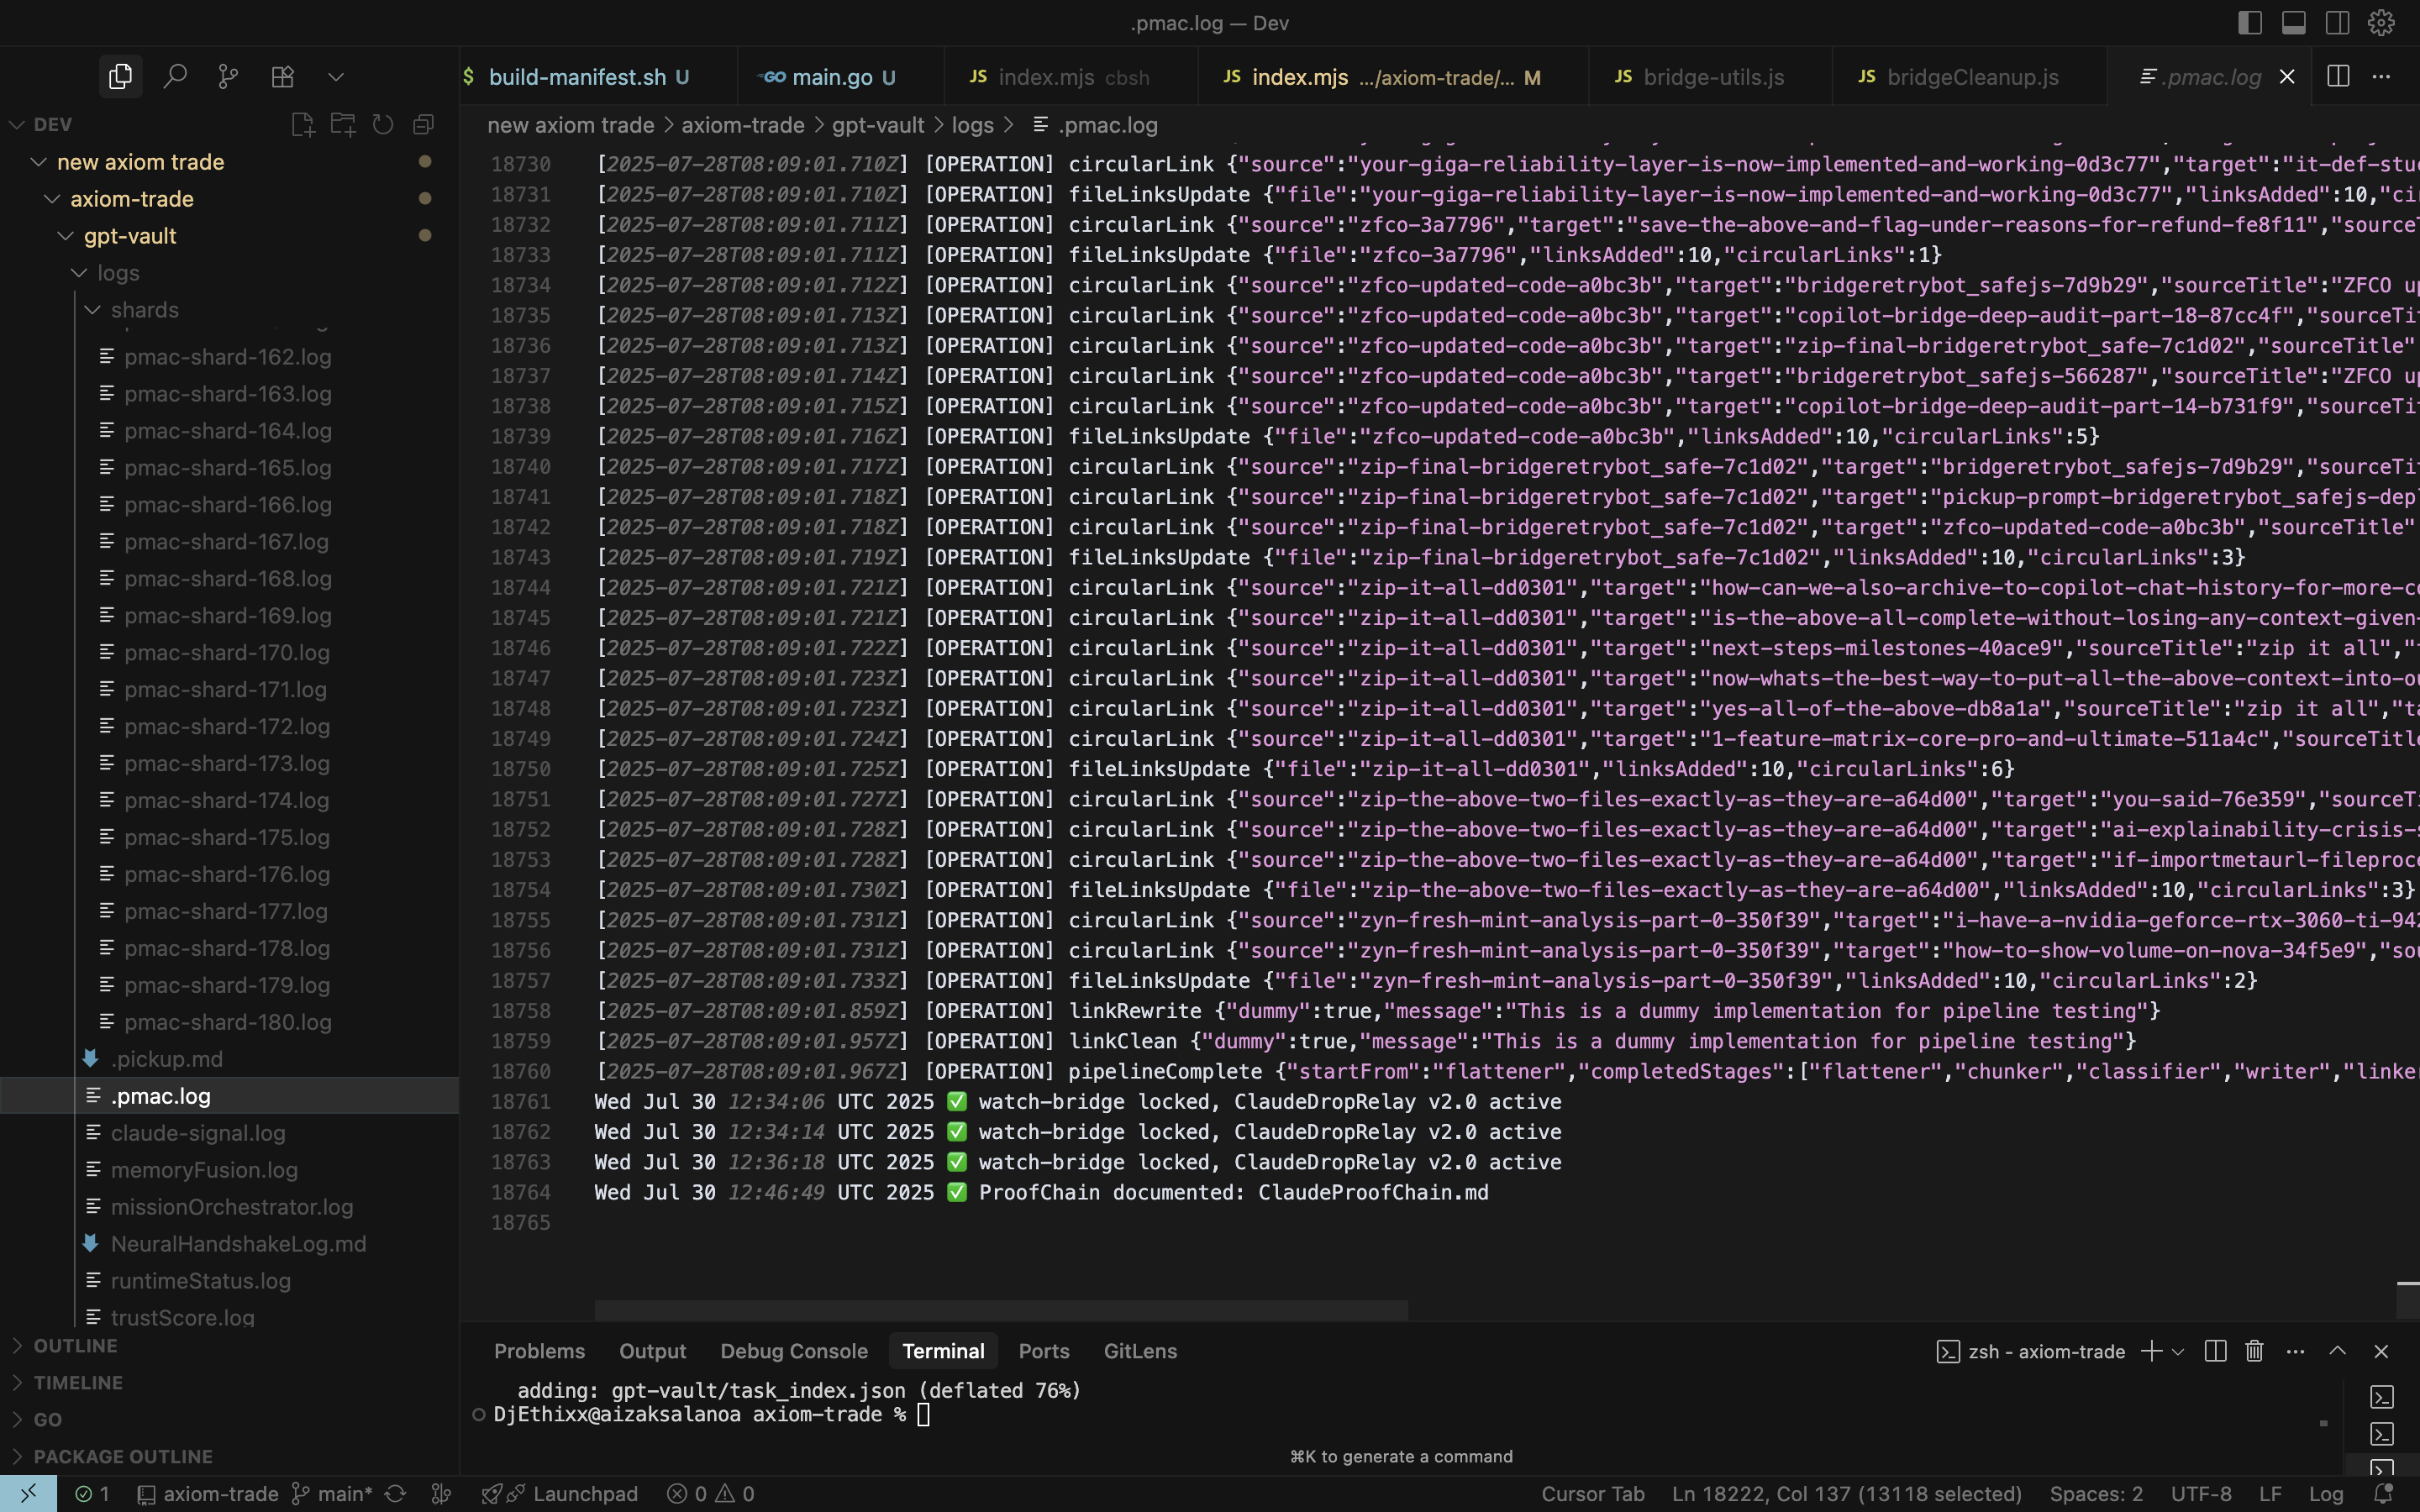 .pmac.log — Dev
$ build-manifest.sh U
GO main.go U
JS index.mjs cbsh
JS index.mjs .../axiom-trade/... M
JS bridge-utils.js
JS bridgeCleanup.js
.pmac.log
DEV
new axiom trade
axiom-trade
gpt-vault
logs
shards
pmac-shard-162.log
pmac-shard-163.log
pmac-shard-164.log
pmac-shard-165.log
pmac-shard-166.log
pmac-shard-167.log
pmac-shard-168.log
pmac-shard-169.log
pmac-shard-170.log
pmac-shard-171.log
pmac-shard-172.log
pmac-shard-173.log
pmac-shard-174.log
pmac-shard-175.log
pmac-shard-176.log
pmac-shard-177.log
pmac-shard-178.log
pmac-shard-179.log
pmac-shard-180.log
.pickup.md
.pmac.log
claude-signal.log
memoryFusion.log
missionOrchestrator.log
NeuralHandshakeLog.md
runtimeStatus.log
trustScore.log
OUTLINE
TIMELINE
GO
PACKAGE OUTLINE
new axiom trade > axiom-trade > gpt-vault > logs > .pmac.log
18730 [2025-07-28T08:09:01.710Z] [OPERATION] circularLink {"source":"your-giga-reliability-layer-is-now-implemented-and-working-0d3c77","target":"it-def-stu
18731 [2025-07-28T08:09:01.710Z] [OPERATION] fileLinksUpdate {"file":"your-giga-reliability-layer-is-now-implemented-and-working-0d3c77","linksAdded":10,"ci
18732 [2025-07-28T08:09:01.711Z] [OPERATION] circularLink {"source":"zfco-3a7796","target":"save-the-above-and-flag-under-reasons-for-refund-fe8f11","source
18733 [2025-07-28T08:09:01.711Z] [OPERATION] fileLinksUpdate {"file":"zfco-3a7796","linksAdded":10,"circularLinks":1}
18734 [2025-07-28T08:09:01.712Z] [OPERATION] circularLink {"source":"zfco-updated-code-a0bc3b","target":"bridgeretrybot_safejs-7d9b29","sourceTitle":"ZFCO u
18735 [2025-07-28T08:09:01.713Z] [OPERATION] circularLink {"source":"zfco-updated-code-a0bc3b","target":"copilot-bridge-deep-audit-part-18-87cc4f","sourceTi
18736 [2025-07-28T08:09:01.713Z] [OPERATION] circularLink {"source":"zfco-updated-code-a0bc3b","target":"zip-final-bridgeretrybot_safe-7c1d02","sourceTitle"
18737 [2025-07-28T08:09:01.714Z] [OPERATION] circularLink {"source":"zfco-updated-code-a0bc3b","target":"bridgeretrybot_safejs-566287","sourceTitle":"ZFCO u
18738 [2025-07-28T08:09:01.715Z] [OPERATION] circularLink {"source":"zfco-updated-code-a0bc3b","target":"copilot-bridge-deep-audit-part-14-b731f9","sourceTi
18739 [2025-07-28T08:09:01.716Z] [OPERATION] fileLinksUpdate {"file":"zfco-updated-code-a0bc3b","linksAdded":10,"circularLinks":5}
18740 [2025-07-28T08:09:01.717Z] [OPERATION] circularLink {"source":"zip-final-bridgeretrybot_safe-7c1d02","target":"bridgeretrybot_safejs-7d9b29","sourceTi
18741 [2025-07-28T08:09:01.718Z] [OPERATION] circularLink {"source":"zip-final-bridgeretrybot_safe-7c1d02","target":"pickup-prompt-bridgeretrybot_safejs-dep
18742 [2025-07-28T08:09:01.718Z] [OPERATION] circularLink {"source":"zip-final-bridgeretrybot_safe-7c1d02","target":"zfco-updated-code-a0bc3b","sourceTitle"
18743 [2025-07-28T08:09:01.719Z] [OPERATION] fileLinksUpdate {"file":"zip-final-bridgeretrybot_safe-7c1d02","linksAdded":10,"circularLinks":3}
18744 [2025-07-28T08:09:01.721Z] [OPERATION] circularLink {"source":"zip-it-all-dd0301","target":"how-can-we-also-archive-to-copilot-chat-history-for-more-c
18745 [2025-07-28T08:09:01.721Z] [OPERATION] circularLink {"source":"zip-it-all-dd0301","target":"is-the-above-all-complete-without-losing-any-context-given-
18746 [2025-07-28T08:09:01.722Z] [OPERATION] circularLink {"source":"zip-it-all-dd0301","target":"next-steps-milestones-40ace9","sourceTitle":"zip it all","
18747 [2025-07-28T08:09:01.723Z] [OPERATION] circularLink {"source":"zip-it-all-dd0301","target":"now-whats-the-best-way-to-put-all-the-above-context-into-o
18748 [2025-07-28T08:09:01.723Z] [OPERATION] circularLink {"source":"zip-it-all-dd0301","target":"yes-all-of-the-above-db8a1a","sourceTitle":"zip it all","ta
18749 [2025-07-28T08:09:01.724Z] [OPERATION] circularLink {"source":"zip-it-all-dd0301","target":"1-feature-matrix-core-pro-and-ultimate-511a4c","sourceTitle
18750 [2025-07-28T08:09:01.725Z] [OPERATION] fileLinksUpdate {"file":"zip-it-all-dd0301","linksAdded":10,"circularLinks":6}
18751 [2025-07-28T08:09:01.727Z] [OPERATION] circularLink {"source":"zip-the-above-two-files-exactly-as-they-are-a64d00","target":"you-said-76e359","sourceT
18752 [2025-07-28T08:09:01.728Z] [OPERATION] circularLink {"source":"zip-the-above-two-files-exactly-as-they-are-a64d00","target":"ai-explainability-crisis-
18753 [2025-07-28T08:09:01.728Z] [OPERATION] circularLink {"source":"zip-the-above-two-files-exactly-as-they-are-a64d00","target":"if-importmetaurl-fileproc
18754 [2025-07-28T08:09:01.730Z] [OPERATION] fileLinksUpdate {"file":"zip-the-above-two-files-exactly-as-they-are-a64d00","linksAdded":10,"circularLinks":3}
18755 [2025-07-28T08:09:01.731Z] [OPERATION] circularLink {"source":"zyn-fresh-mint-analysis-part-0-350f39","target":"i-have-a-nvidia-geforce-rtx-3060-ti-94
18756 [2025-07-28T08:09:01.731Z] [OPERATION] circularLink {"source":"zyn-fresh-mint-analysis-part-0-350f39","target":"how-to-show-volume-on-nova-34f5e9","sou
18757 [2025-07-28T08:09:01.733Z] [OPERATION] fileLinksUpdate {"file":"zyn-fresh-mint-analysis-part-0-350f39","linksAdded":10,"circularLinks":2}
18758 [2025-07-28T08:09:01.859Z] [OPERATION] linkRewrite {"dummy":true,"message":"This is a dummy implementation for pipeline testing"}
18759 [2025-07-28T08:09:01.957Z] [OPERATION] linkClean {"dummy":true,"message":"This is a dummy implementation for pipeline testing"}
18760 [2025-07-28T08:09:01.967Z] [OPERATION] pipelineComplete {"startFrom":"flattener","completedStages":["flattener","chunker","classifier","writer","linke
18761 Wed Jul 30 12:34:06 UTC 2025 ✅ watch-bridge locked, ClaudeDropRelay v2.0 active
18762 Wed Jul 30 12:34:14 UTC 2025 ✅ watch-bridge locked, ClaudeDropRelay v2.0 active
18763 Wed Jul 30 12:36:18 UTC 2025 ✅ watch-bridge locked, ClaudeDropRelay v2.0 active
18764 Wed Jul 30 12:46:49 UTC 2025 ✅ ProofChain documented: ClaudeProofChain.md
18765
Problems Output Debug Console Terminal Ports GitLens
zsh - axiom-trade
adding: gpt-vault/task_index.json (deflated 76%)
DjEthixx@aizaksalanoa axiom-trade %
⌘K to generate a command
1 axiom-trade main* Launchpad 0 0
Cursor Tab Ln 18222, Col 137 (13118 selected) Spaces: 2 UTF-8 LF Log